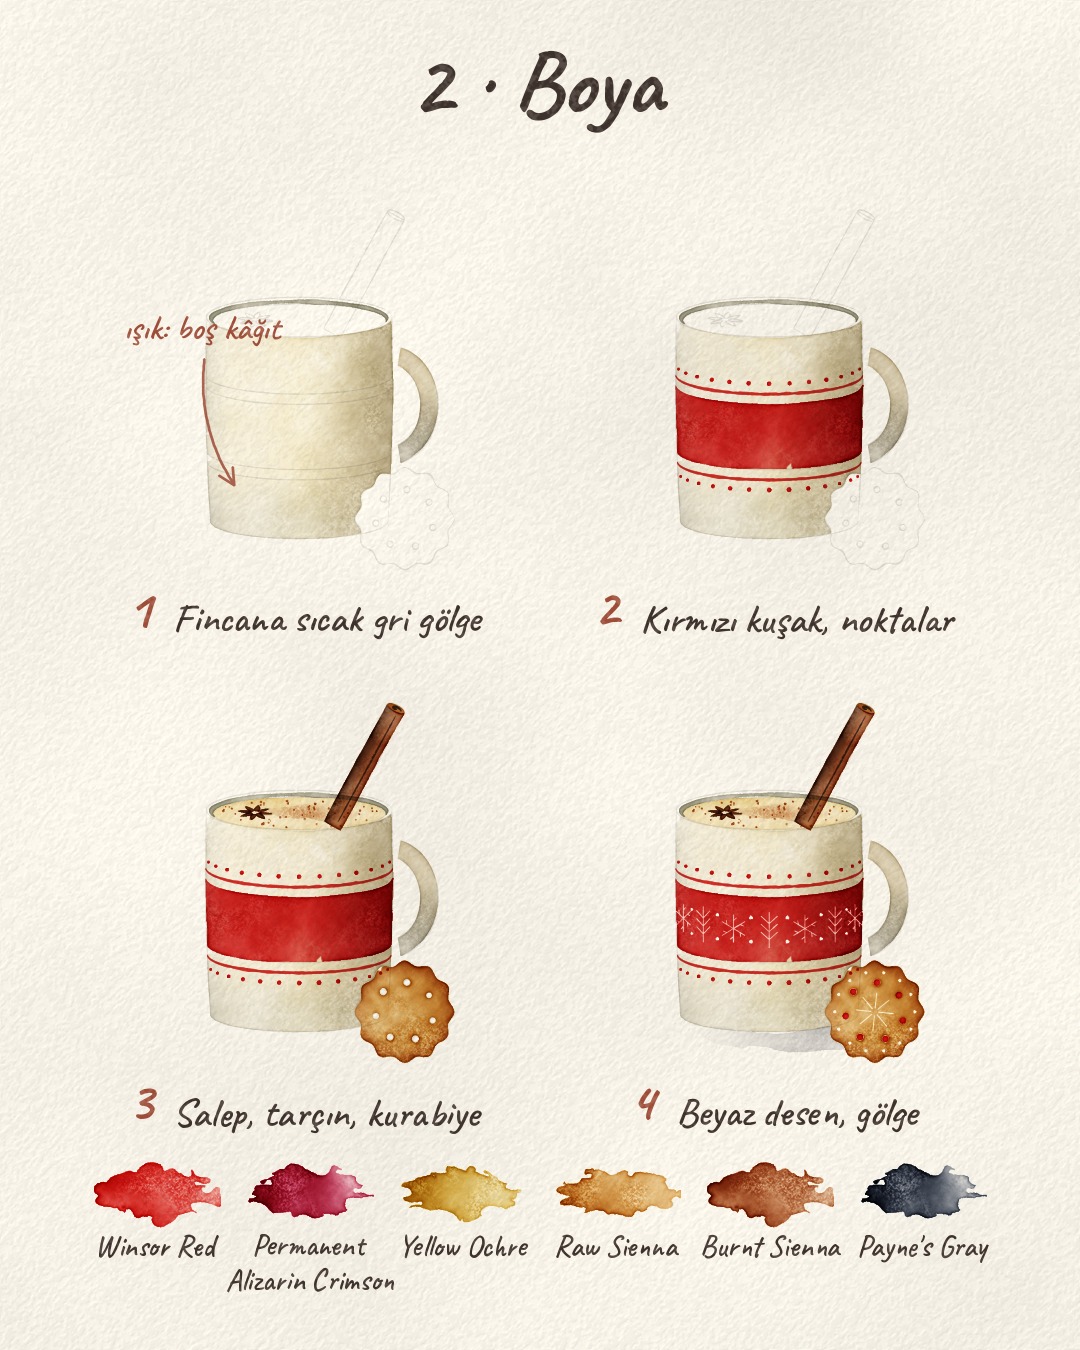 2 · Boya
ışık: boş kâğıt
1 Fincana sıcak gri gölge
2 Kırmızı kuşak, noktalar
3 Salep, tarçın, kurabiye
4 Beyaz desen, gölge
Winsor Red
Permanent
Alizarin Crimson
Yellow Ochre
Raw Sienna
Burnt Sienna
Payne's Gray